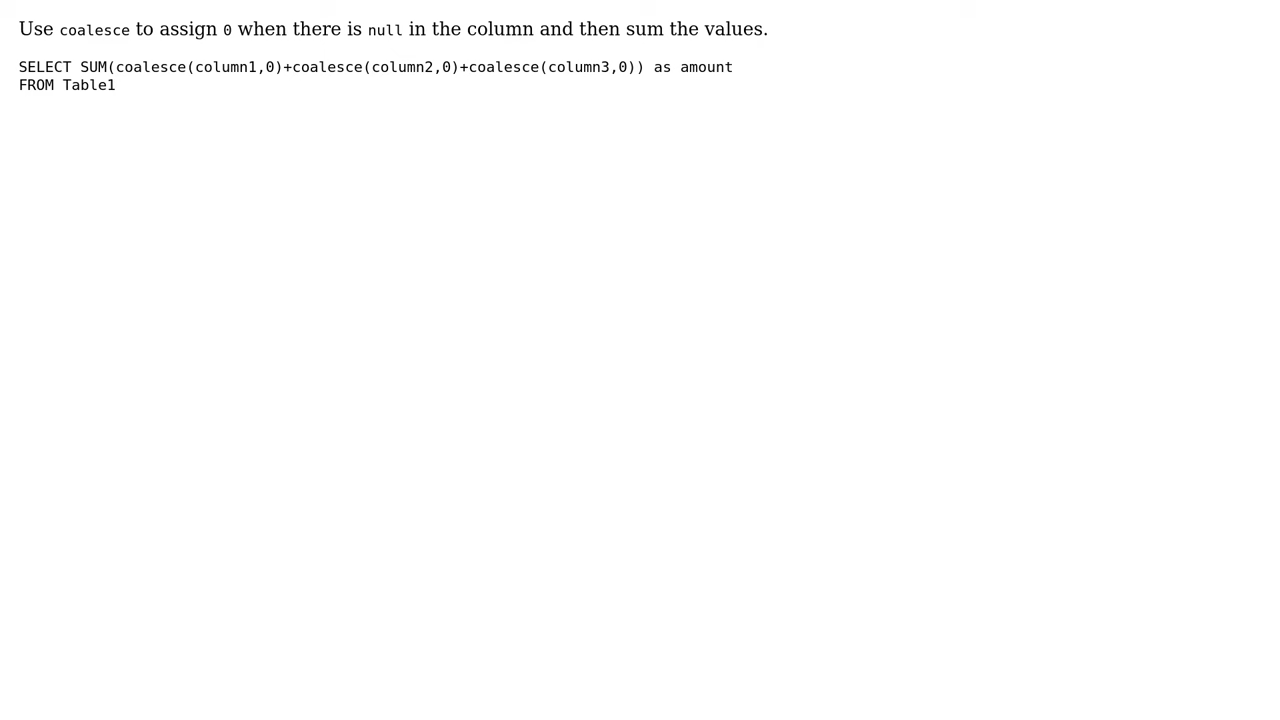 Use coalesce to assign 0 when there is null in the column and then sum the values.
SELECT SUM(coalesce(column1,0)+coalesce(column2,0)+coalesce(column3,0)) as amount
FROM Table1